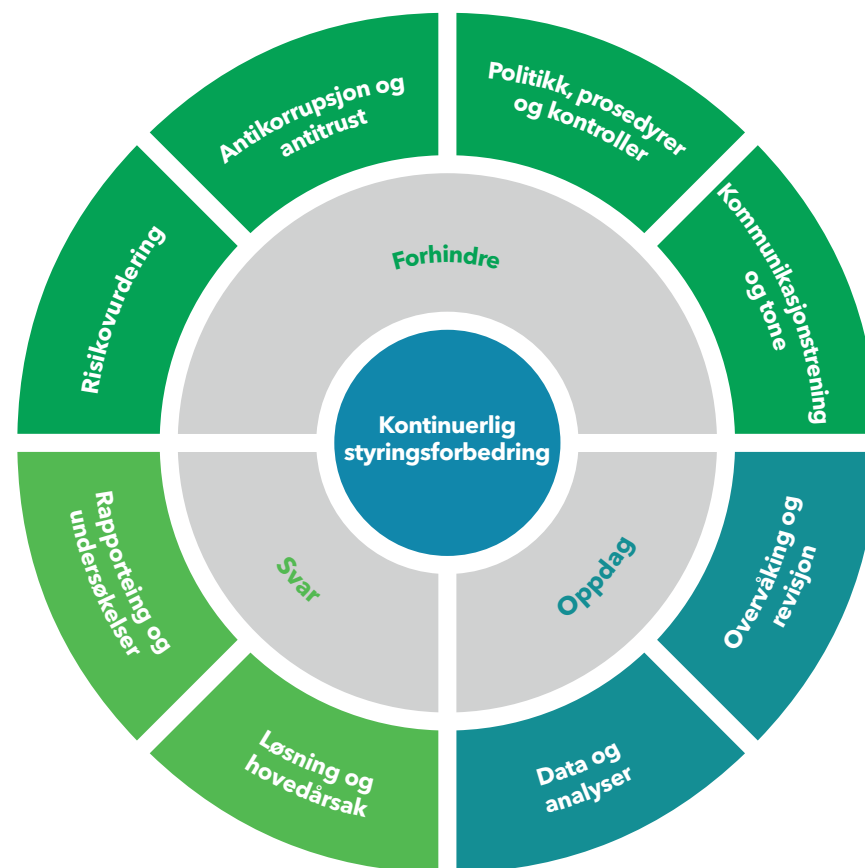 Antikorrupsjon og
antitrust
Politikk, prosedyrer
og kontroller
Risikovurdering
Kommunikasjonstrening
og tone
Forhindre
Kontinuerlig
styringsforbedring
Rapporteing og
undersøkelser
Svar
Oppdag
Overvåking og
revisjon
Løsning og
hovedårsak
Data og
analyser